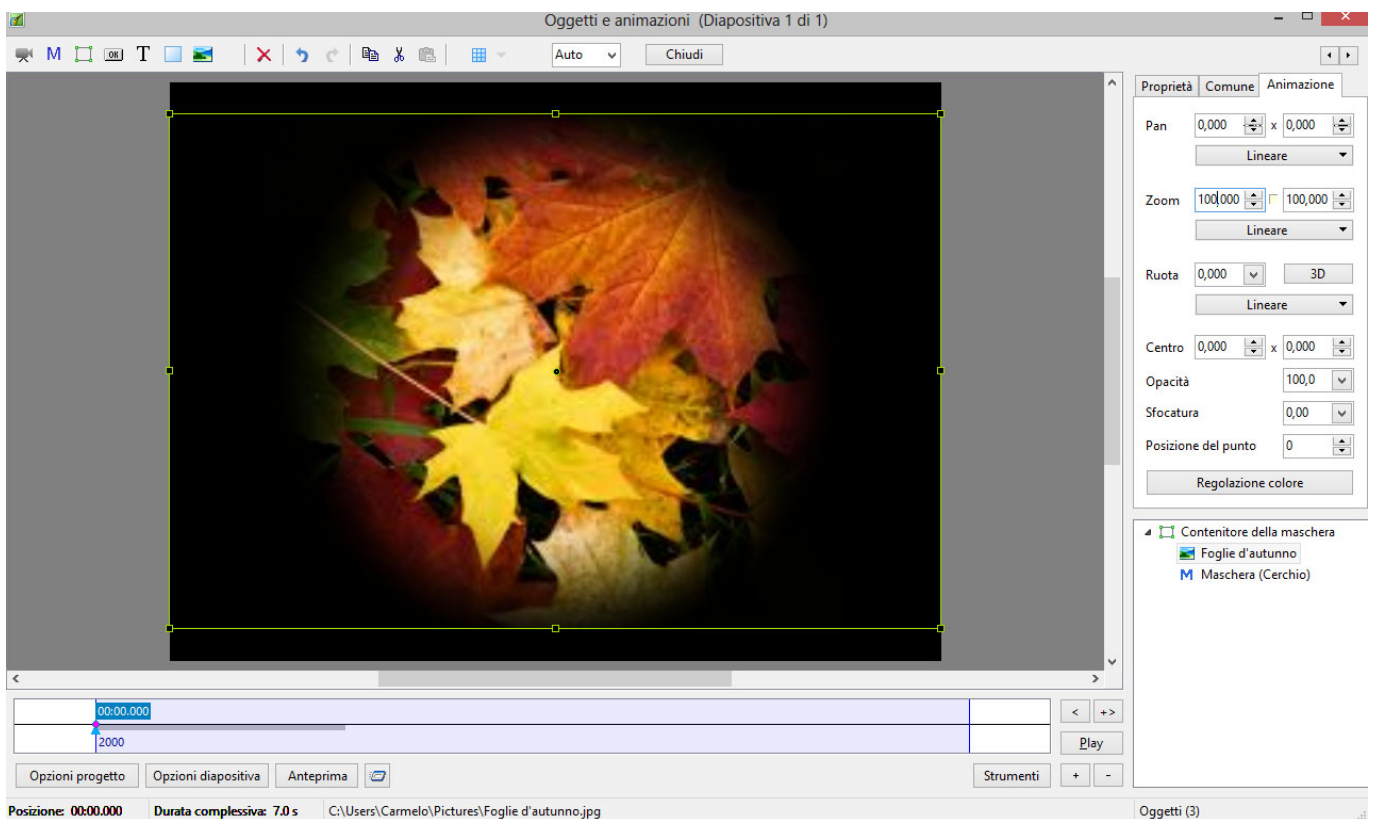 Oggetti e animazioni (Diapositiva 1 di 1)
M OK T Auto Chiudi
Proprietà Comune Animazione
Pan 0,000 x 0,000
Lineare
Zoom 100,000 100,000
Lineare
Ruota 0,000 3D
Lineare
Centro 0,000 x 0,000
Opacità 100,0
Sfocatura 0,00
Posizione del punto 0
Regolazione colore
Contenitore della maschera
Foglie d'autunno
M Maschera (Cerchio)
00:00.000
2000
< +>
Play
Opzioni progetto Opzioni diapositiva Anteprima Strumenti + -
Posizione: 00:00.000 Durata complessiva: 7.0 s C:\Users\Carmelo\Pictures\Foglie d'autunno.jpg Oggetti (3)